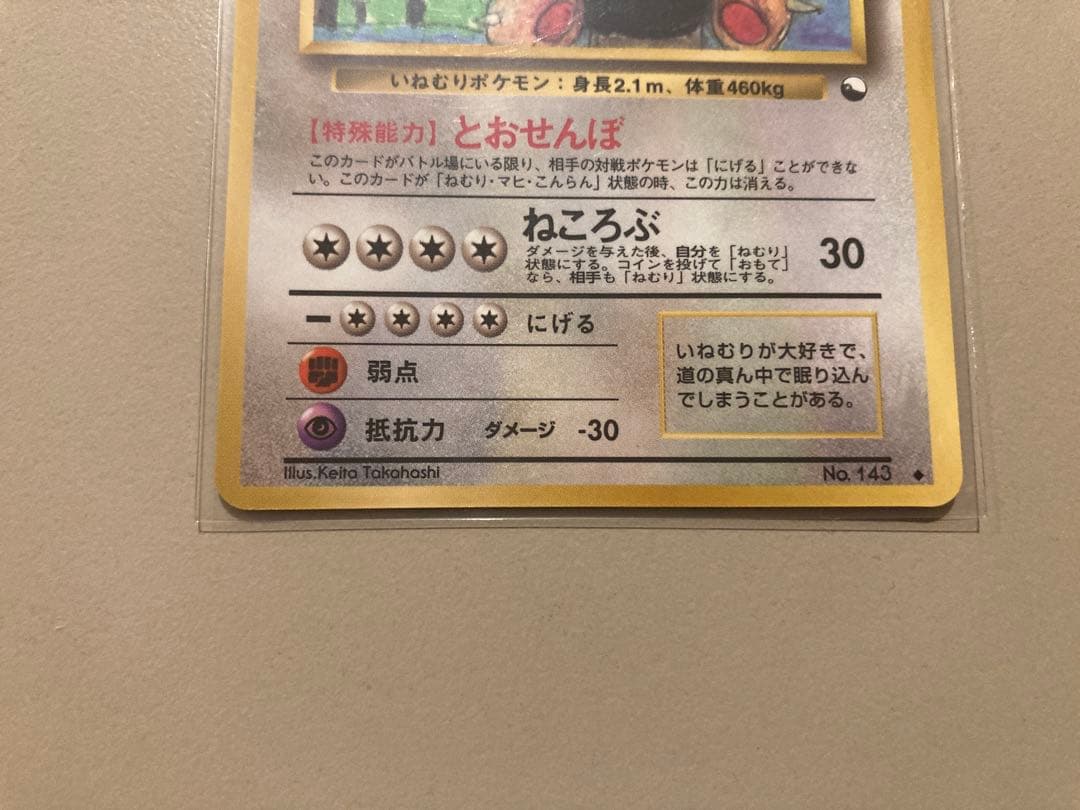 いねむりポケモン：身長2.1m、体重460kg
【特殊能力】とおせんぼ
このカードがバトル場にいる限り、相手の対戦ポケモンは「にげる」ことができな
い。このカードが「ねむり・マヒ・こんらん」状態の時、この力は消える。
ねころぶ
ダメージを与えた後、自分を「ねむり」
状態にする。コインを投げて「おもて」
なら、相手も「ねむり」状態にする。
30
ー にげる
弱点
抵抗力 ダメージ -30
いねむりが大好きで、
道の真ん中で眠り込ん
でしまうことがある。
Illus.Keita Takahashi
No. 143 ◆